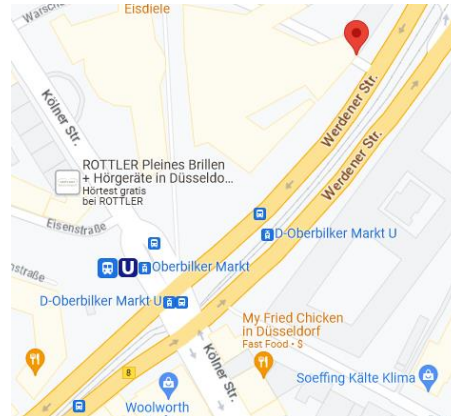 Eisdiele
Warscha
Kölner Str.
Werdener Str.
Werdener Str.
ROTTLER Pleines Brillen
+ Hörgeräte in Düsseldo...
Hörtest gratis
bei ROTTLER
Eisenstraße
nstraße
D-Oberbilker Markt U
U
Oberbilker Markt
D-Oberbilker Markt U
My Fried Chicken
in Düsseldorf
Fast Food • $
Kölner Str.
8
Soeffing Kälte Klima
Woolworth